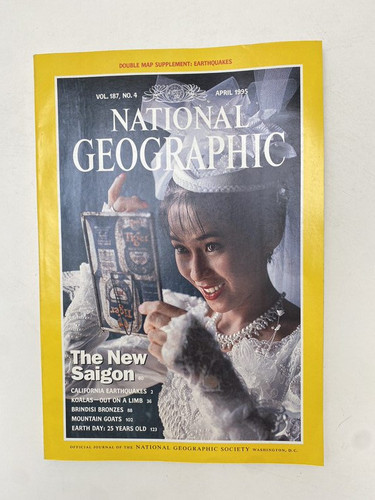 DOUBLE MAP SUPPLEMENT: EARTHQUAKES
VOL. 187, NO. 4 APRIL 1995
NATIONAL
GEOGRAPHIC
Tiger
The New
Saigon
CALIFORNIA EARTHQUAKES 2
KOALAS—OUT ON A LIMB 36
BRINDISI BRONZES 88
MOUNTAIN GOATS 102
EARTH DAY: 25 YEARS OLD 123
OFFICIAL JOURNAL OF THE NATIONAL GEOGRAPHIC SOCIETY WASHINGTON, D.C.